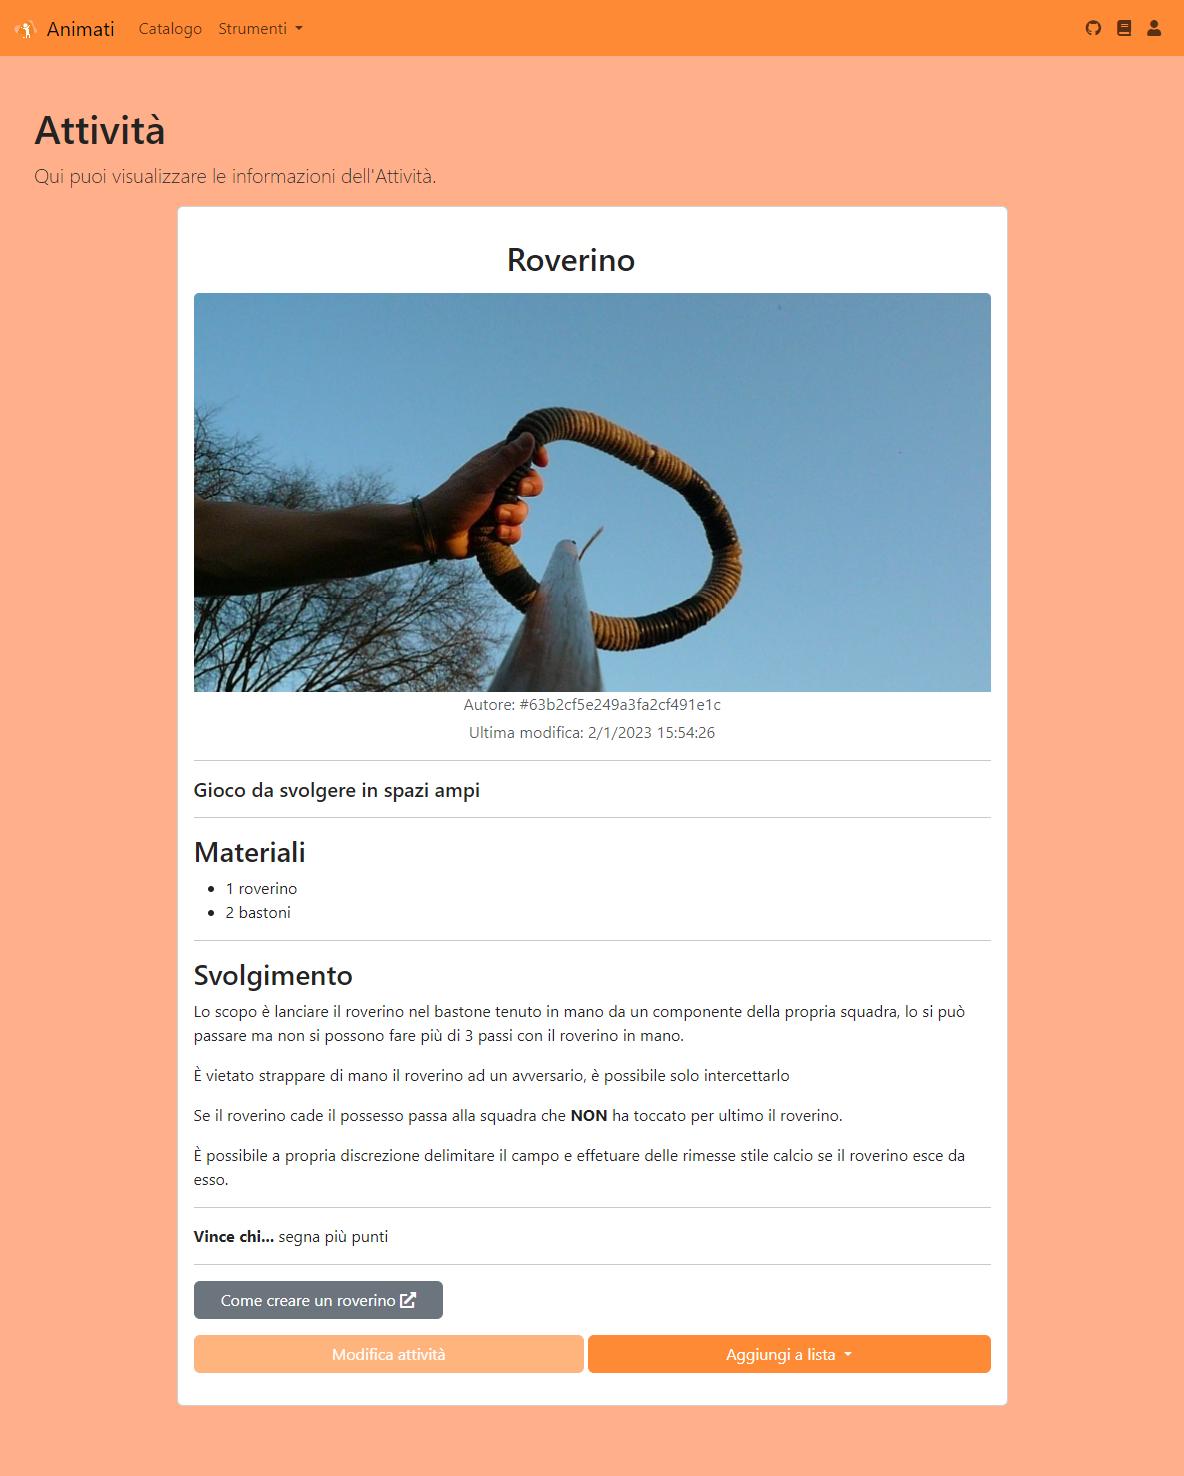 Animati Catalogo Strumenti
Attività
Qui puoi visualizzare le informazioni dell'Attività.
Roverino
Autore: #63b2cf5e249a3fa2cf491e1c
Ultima modifica: 2/1/2023 15:54:26
Gioco da svolgere in spazi ampi
Materiali
1 roverino
2 bastoni
Svolgimento
Lo scopo è lanciare il roverino nel bastone tenuto in mano da un componente della propria squadra, lo si può
passare ma non si possono fare più di 3 passi con il roverino in mano.
È vietato strappare di mano il roverino ad un avversario, è possibile solo intercettarlo
Se il roverino cade il possesso passa alla squadra che NON ha toccato per ultimo il roverino.
È possibile a propria discrezione delimitare il campo e effetuare delle rimesse stile calcio se il roverino esce da
esso.
Vince chi... segna più punti
Come creare un roverino
Modifica attività Aggiungi a lista